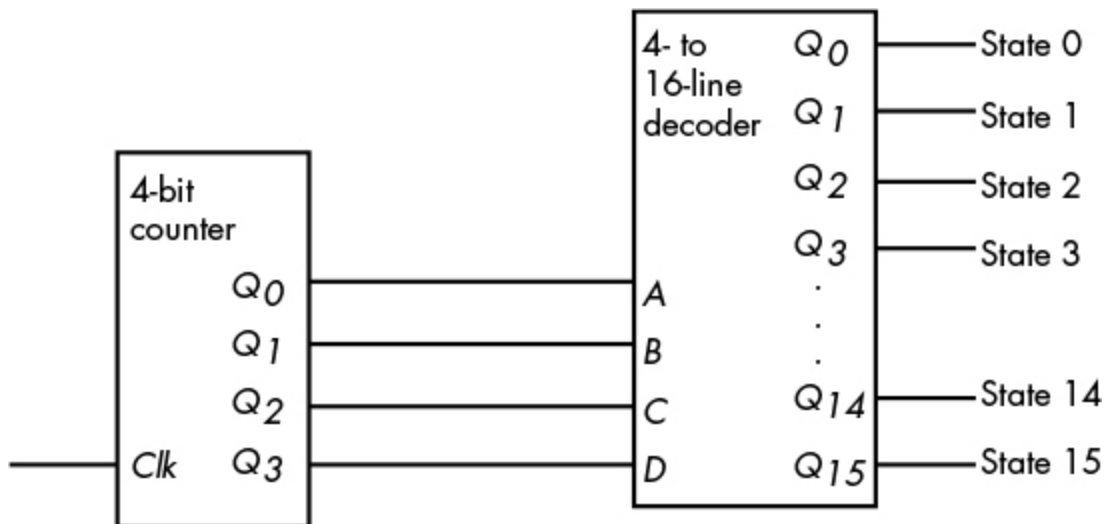 4-bit
counter
Q0
Q1
Q2
Clk Q3
4- to
16-line
decoder
A
B
C
D
Q0
Q1
Q2
Q3
.
.
.
Q14
Q15
State 0
State 1
State 2
State 3
State 14
State 15